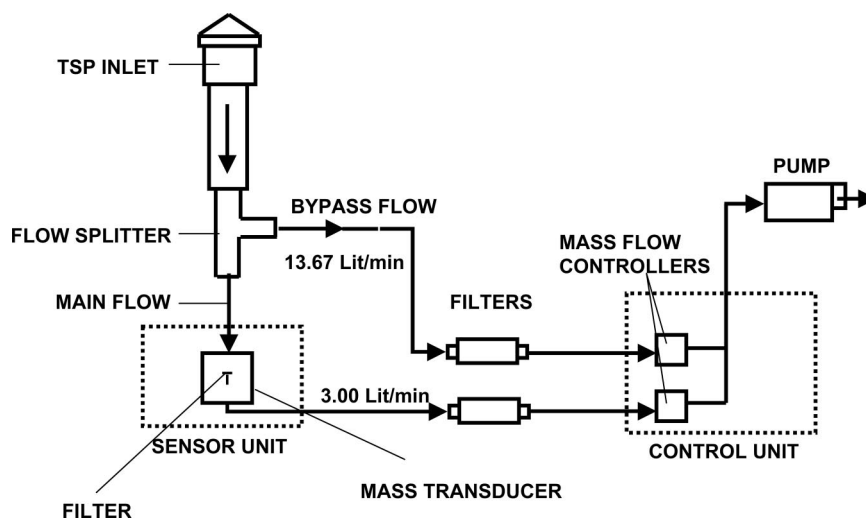 TSP INLET
PUMP
BYPASS FLOW
FLOW SPLITTER
13.67 Lit/min
MASS FLOW
CONTROLLERS
MAIN FLOW
FILTERS
T
3.00 Lit/min
SENSOR UNIT
CONTROL UNIT
MASS TRANSDUCER
FILTER